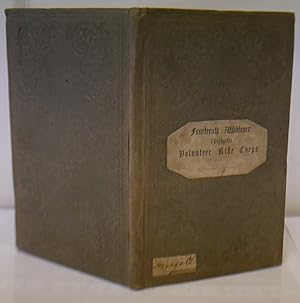 Fourteenth Middlesex
(Highgate)
Volunteer Rifle Corps